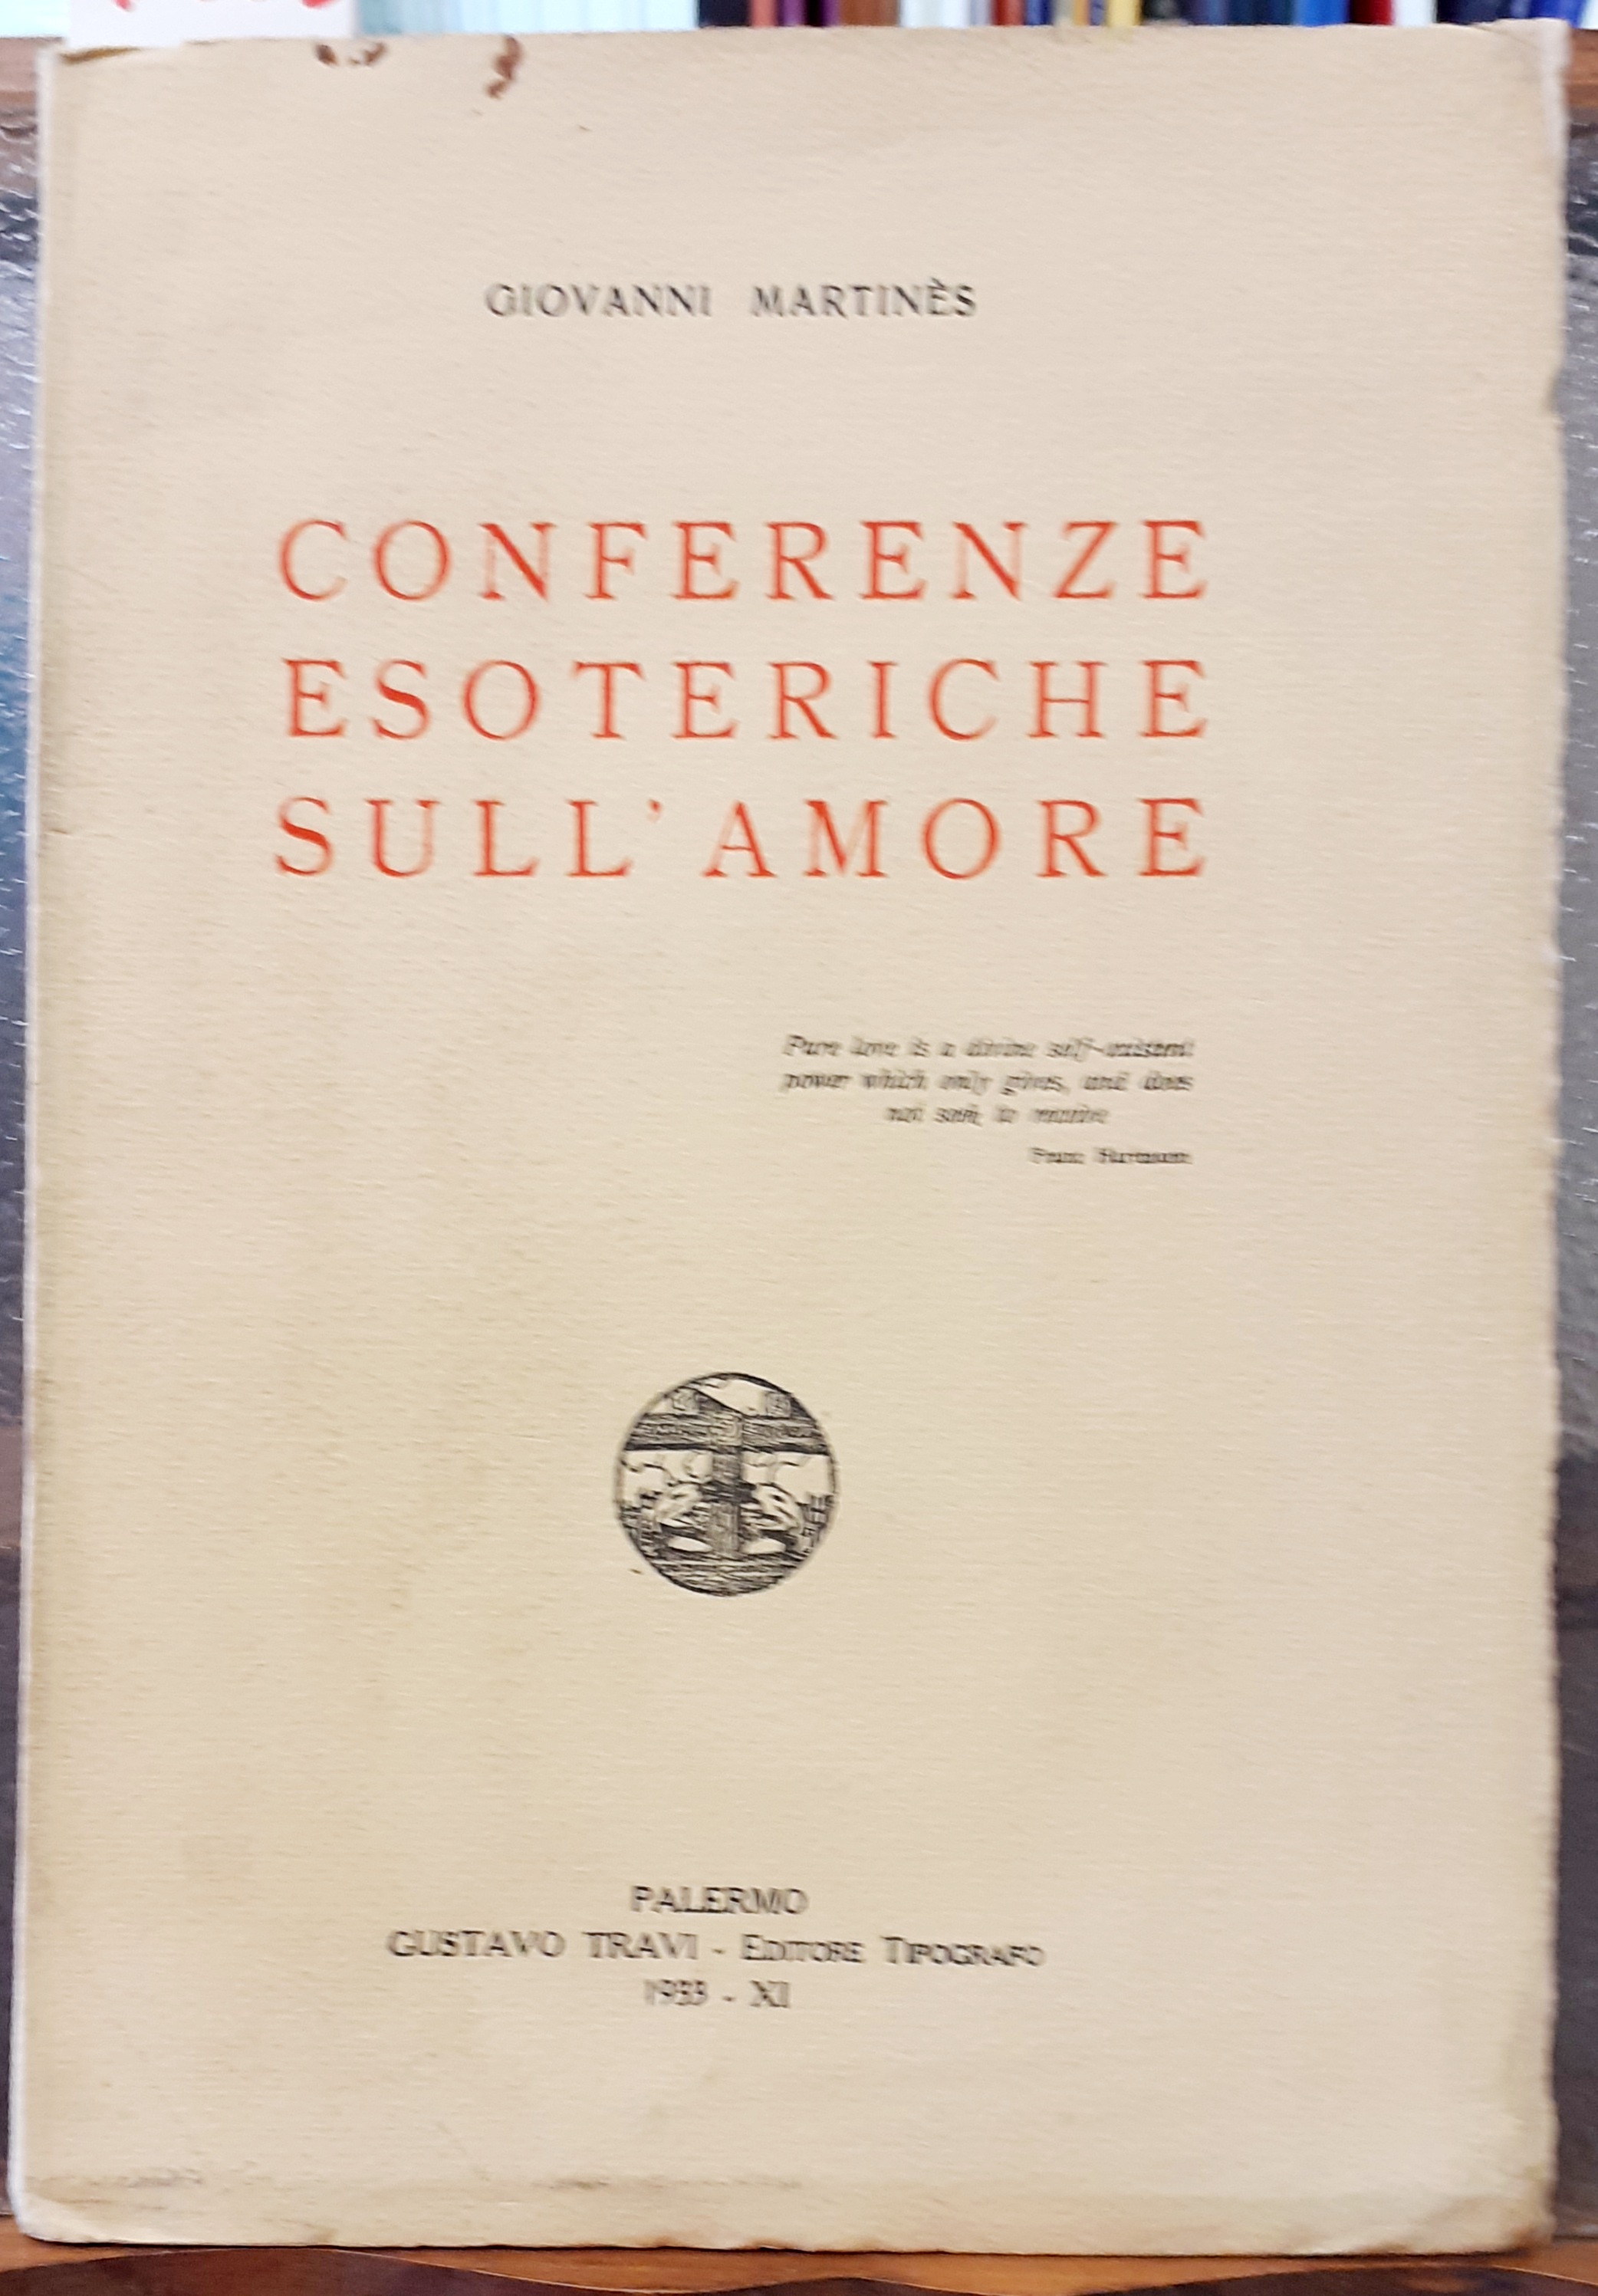 GIOVANNI MARTINÈS
CONFERENZE
ESOTERICHE
SULL'AMORE
Pure love is a divine self-existent
power which only gives, and does
not seek to receive
Franz Hartmann
PALERMO
GUSTAVO TRAVI - EDITORE TIPOGRAFO
1933 - XI